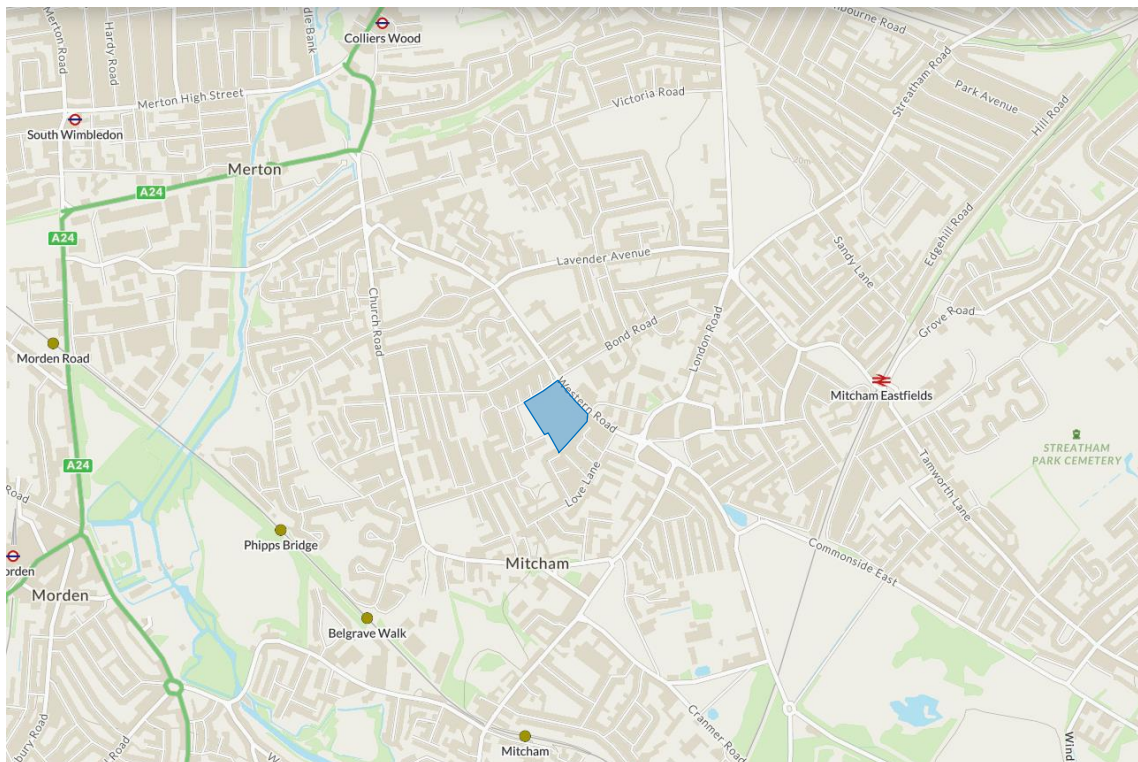 Colliers Wood
Merton Road
Hardy Road
Merton High Street
South Wimbledon
Merton
A24
A24
A24
Victoria Road
Streatham Road
Park Avenue
Hill Road
20m
Lavender Avenue
Sandy Lane
Edgehill Road
Grove Road
Church Road
Bond Road
London Road
Morden Road
Western Road
Mitcham Eastfields
STREATHAM
PARK CEMETERY
Love Lane
Tamworth Lane
Phipps Bridge
Mitcham
Commonside East
Morden
Belgrave Walk
Cranmer Road
Mitcham
Wind